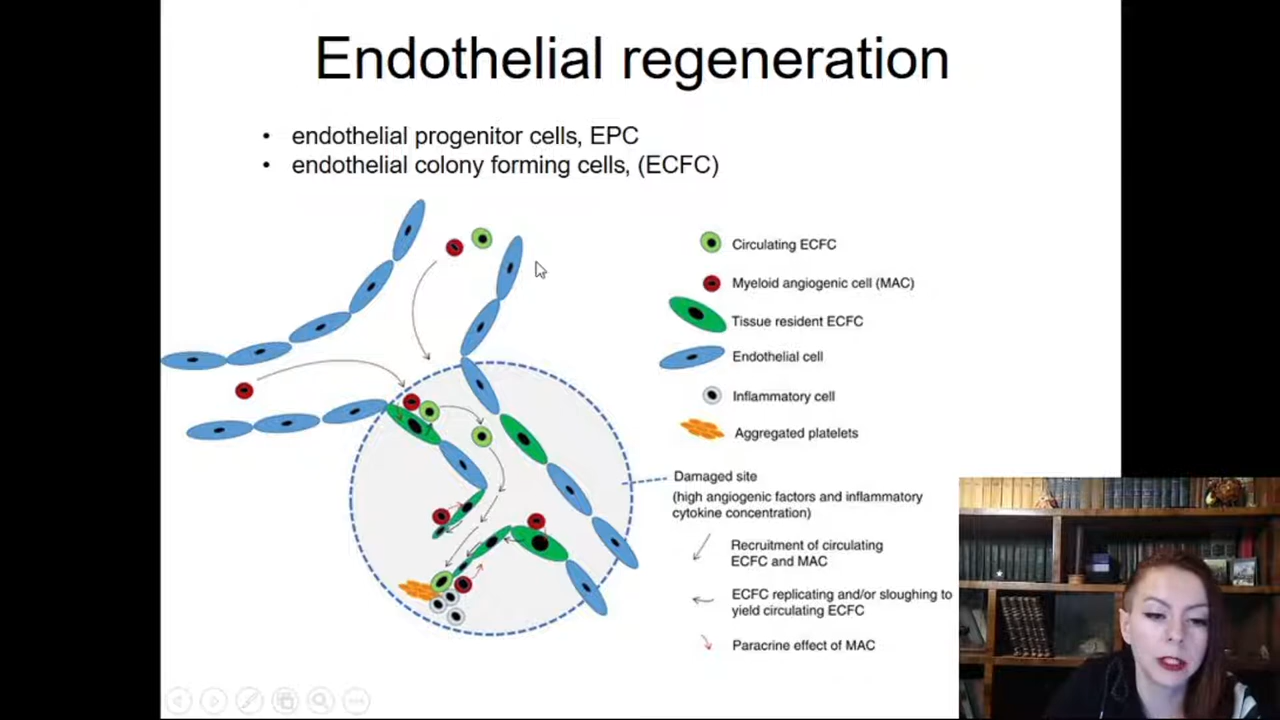 Endothelial regeneration
• endothelial progenitor cells, EPC
• endothelial colony forming cells, (ECFC)
Circulating ECFC
Myeloid angiogenic cell (MAC)
Tissue resident ECFC
Endothelial cell
Inflammatory cell
Aggregated platelets
Damaged site
(high angiogenic factors and inflammatory
cytokine concentration)
Recruitment of circulating
ECFC and MAC
ECFC replicating and/or sloughing to
yield circulating ECFC
Paracrine effect of MAC